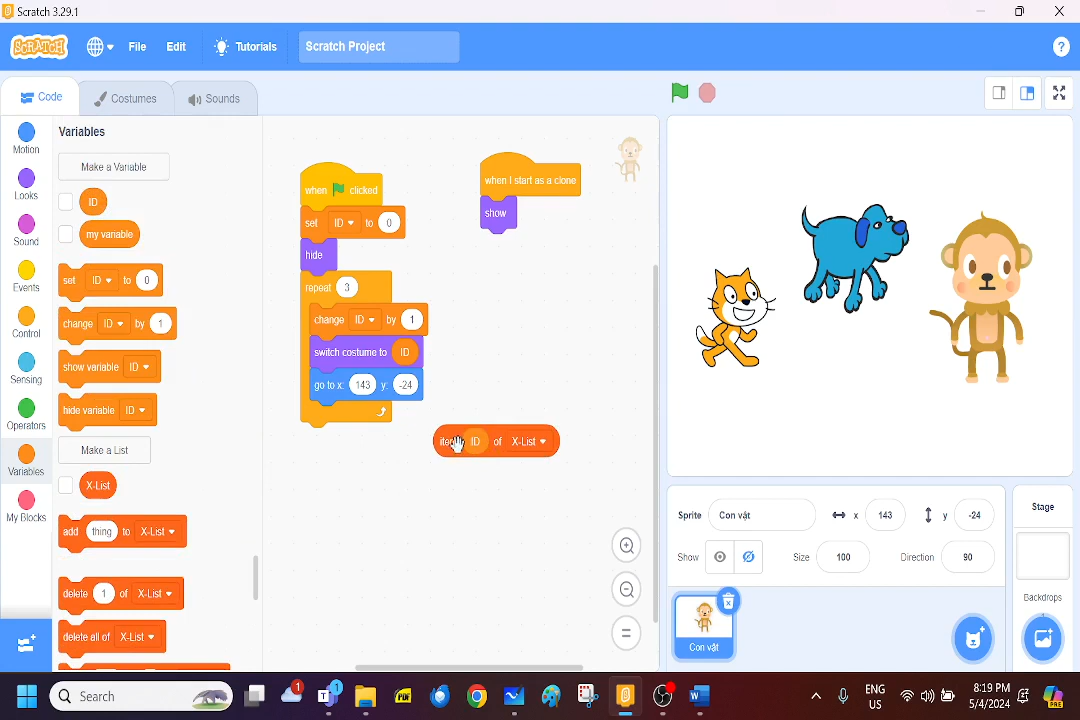 Scratch 3.29.1
SCRATCH
File
Edit
Tutorials
Scratch Project
?
Code
Costumes
Sounds
Motion
Looks
Sound
Events
Control
Sensing
Operators
Variables
My Blocks
Variables
Make a Variable
ID
my variable
set ID to 0
change ID by 1
show variable ID
hide variable ID
Make a List
X-List
add thing to X-List
delete 1 of X-List
delete all of X-List
when clicked
set ID to 0
hide
repeat 3
change ID by 1
switch costume to ID
go to x: 143 y: -24
when I start as a clone
show
ID of X-List
Sprite Con vật x 143 y -24
Show Size 100 Direction 90
Con vật
Stage
Backdrops
Search
1
1
PDF
ENG
US
8:19 PM
5/4/2024
PRE